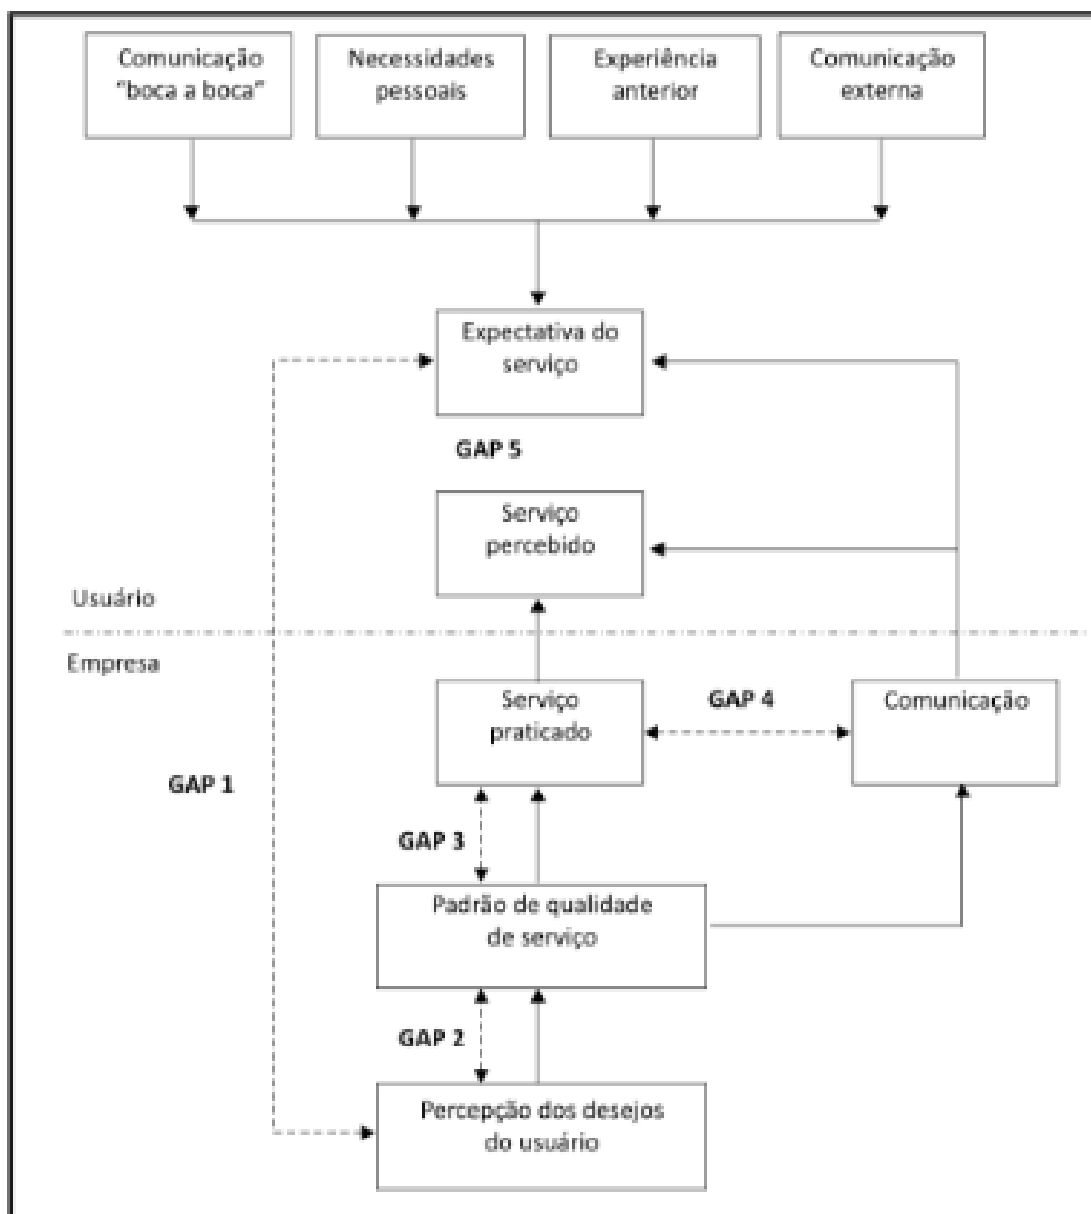 Comunicação
"boca a boca"
Necessidades
pessoais
Experiência
anterior
Comunicação
externa
Expectativa do
serviço
GAP 5
Serviço
percebido
Usuário
Empresa
Serviço
praticado
GAP 4
Comunicação
GAP 1
GAP 3
Padrão de qualidade
de serviço
GAP 2
Percepção dos desejos
do usuário